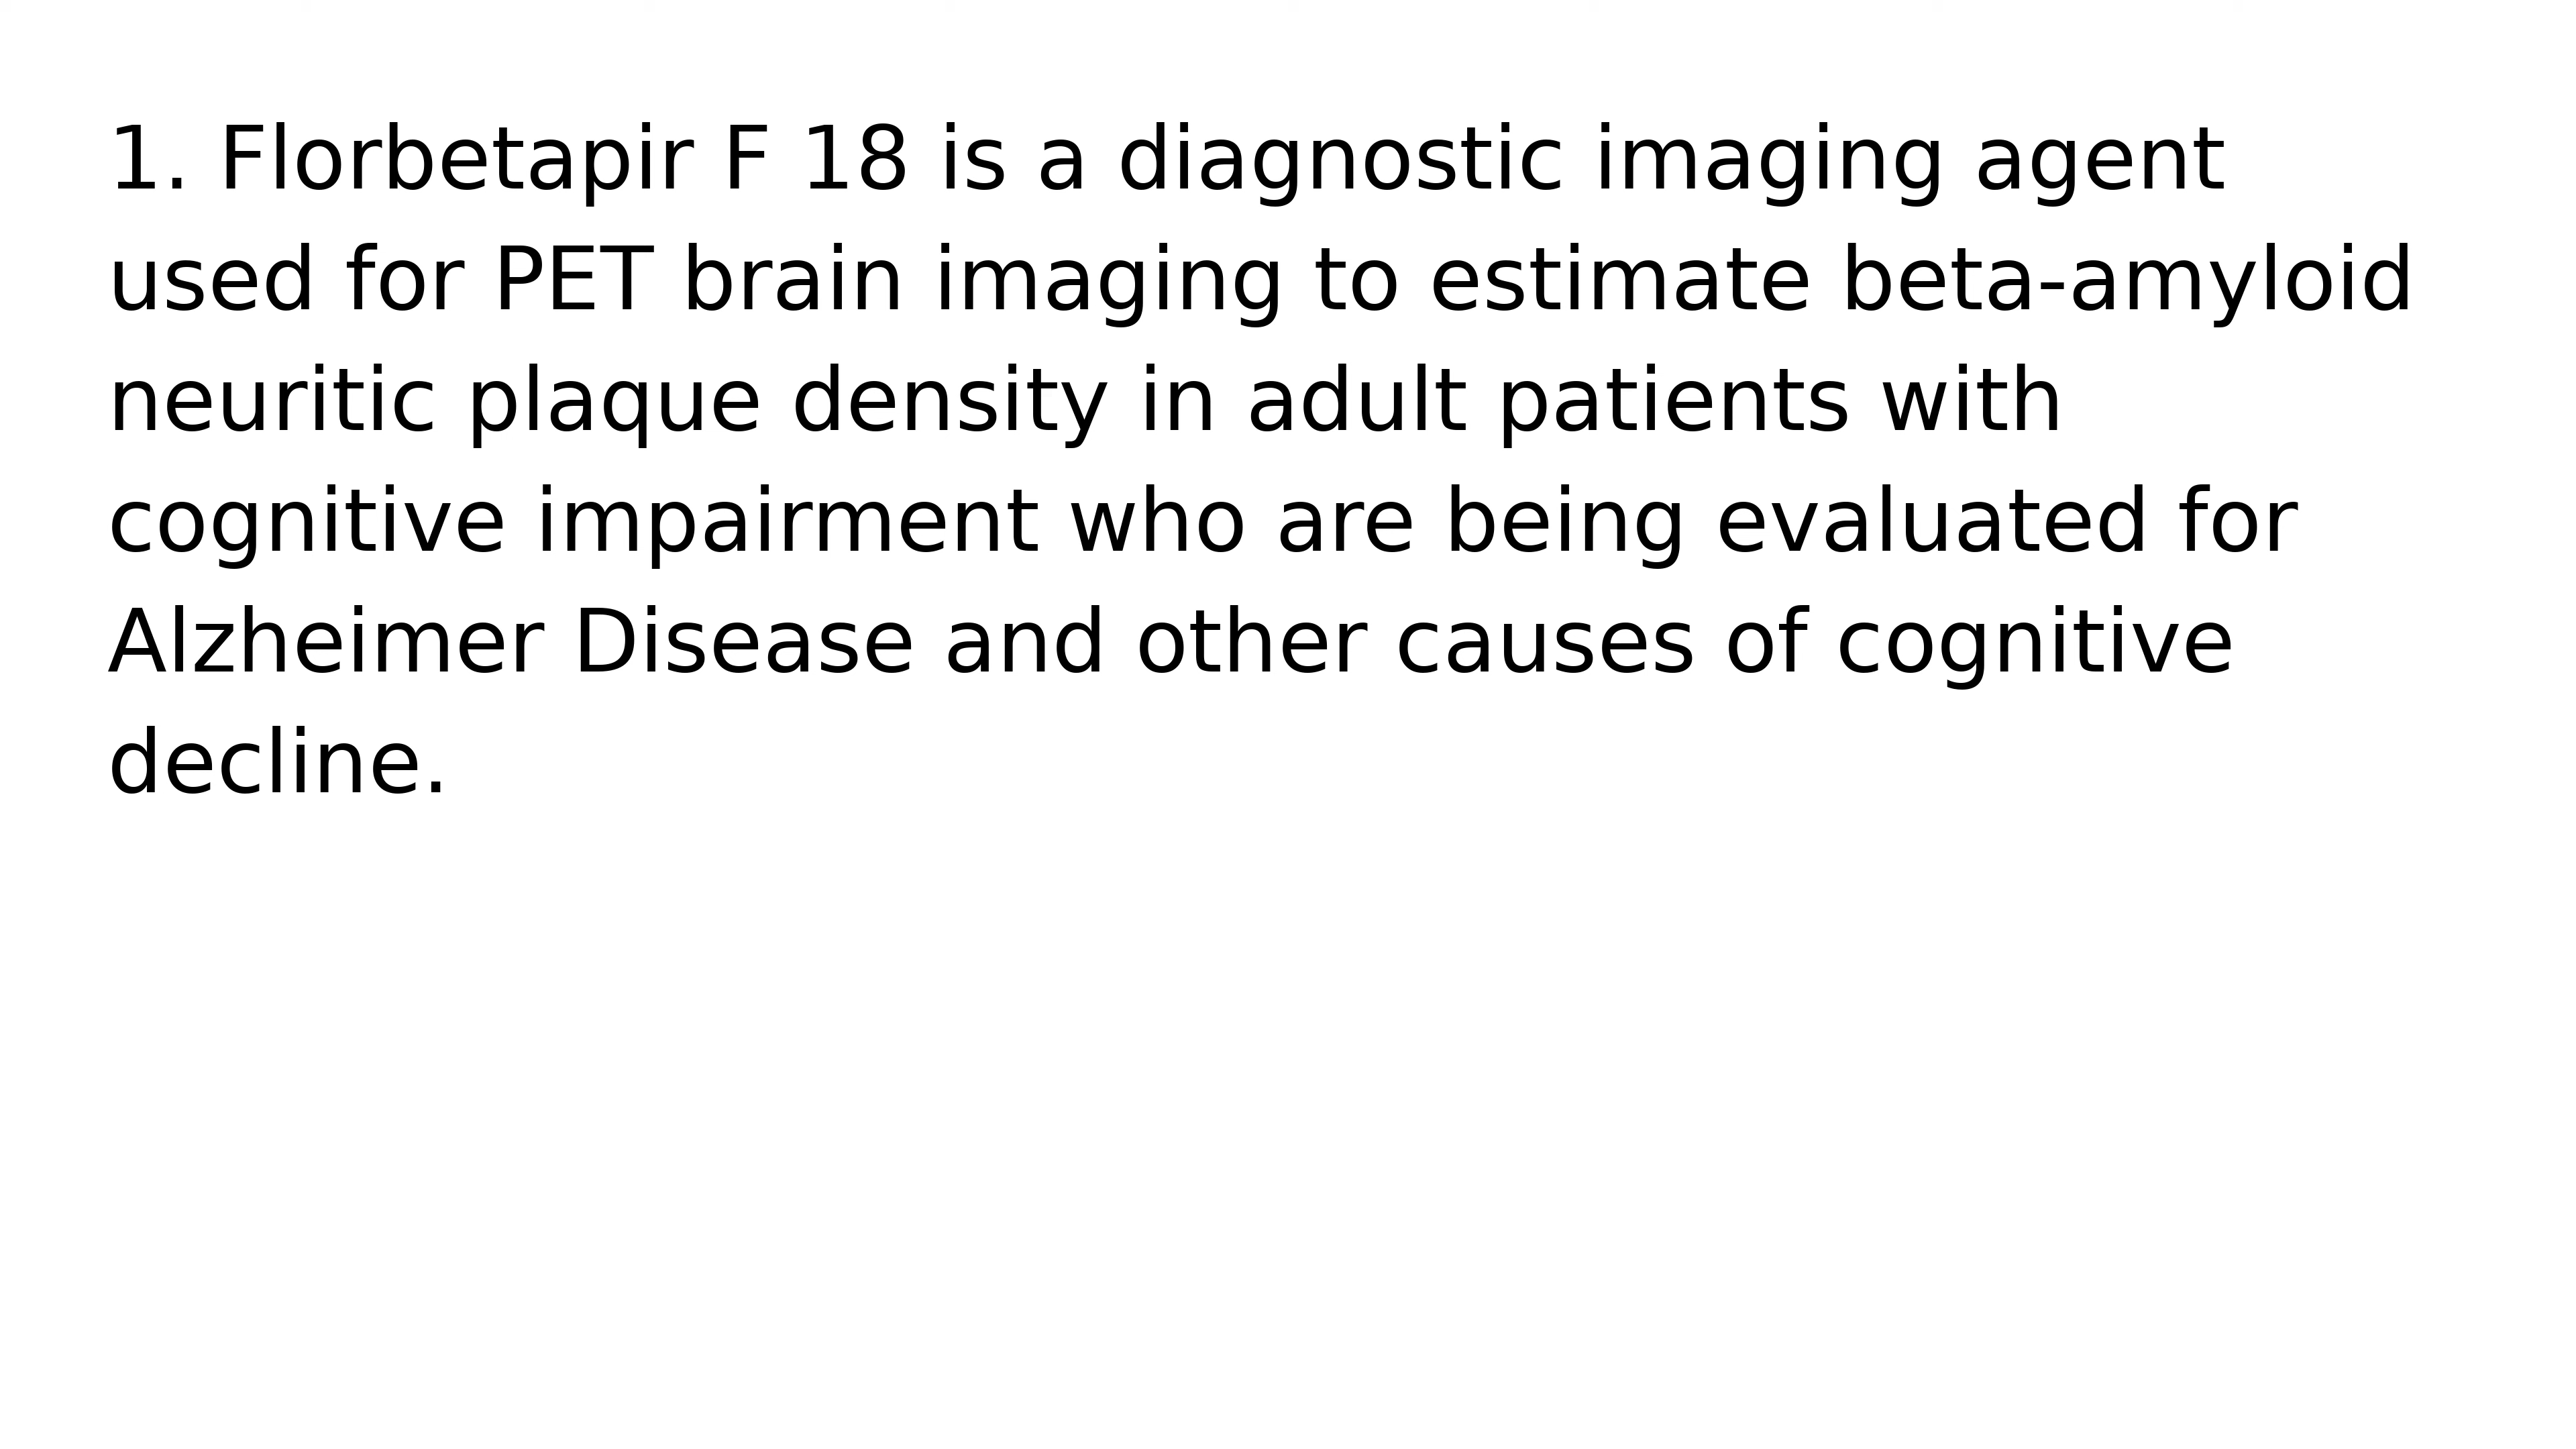 1. Florbetapir F 18 is a diagnostic imaging agent
used for PET brain imaging to estimate beta-amyloid
neuritic plaque density in adult patients with
cognitive impairment who are being evaluated for
Alzheimer Disease and other causes of cognitive
decline.